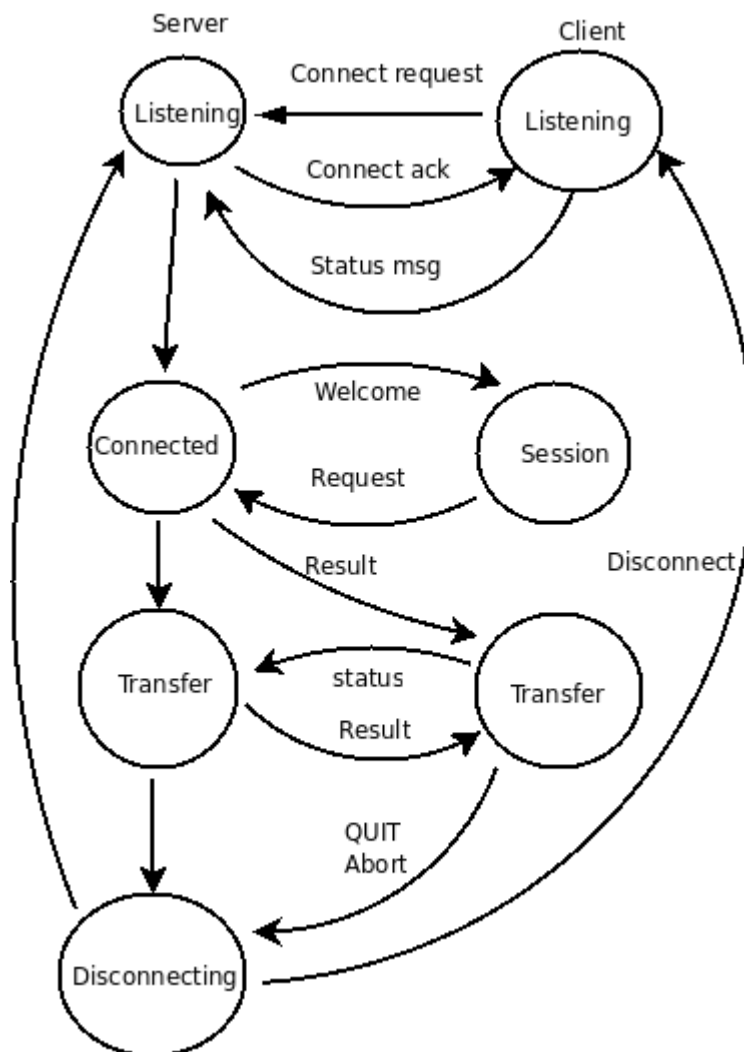 Server
Client
Connect request
Listening
Listening
Connect ack
Status msg
Welcome
Connected
Session
Request
Result
Disconnect
status
Transfer
Transfer
Result
QUIT
Abort
Disconnecting